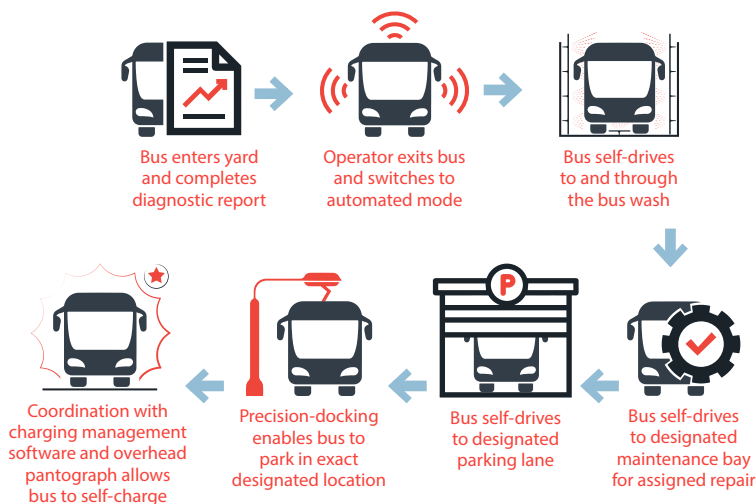 Bus enters yard
and completes
diagnostic report
Operator exits bus
and switches to
automated mode
Bus self-drives
to and through
the bus wash
P
Bus self-drives
to designated
maintenance bay
for assigned repair
Bus self-drives
to designated
parking lane
Precision-docking
enables bus to
park in exact
designated location
Coordination with
charging management
software and overhead
pantograph allows
bus to self-charge